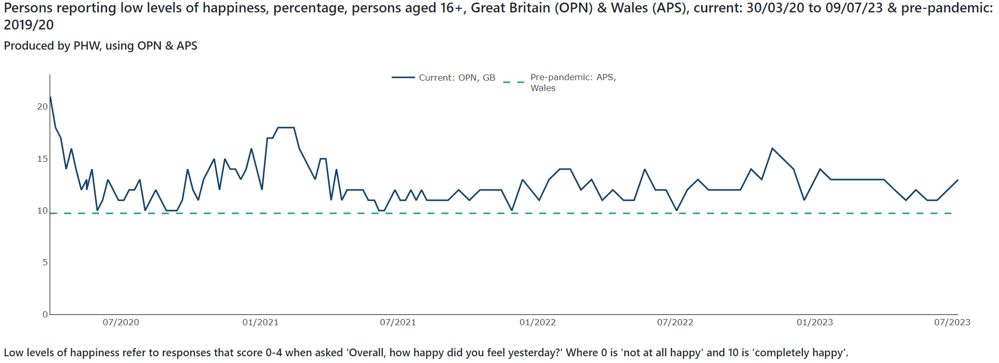 Persons reporting low levels of happiness, percentage, persons aged 16+, Great Britain (OPN) & Wales (APS), current: 30/03/20 to 09/07/23 & pre-pandemic:
2019/20
Produced by PHW, using OPN & APS
Current: OPN, GB
Pre-pandemic: APS,
Wales
20
15
10
5
0
07/2020
01/2021
07/2021
01/2022
07/2022
01/2023
07/2023
Low levels of happiness refer to responses that score 0-4 when asked 'Overall, how happy did you feel yesterday?' Where 0 is 'not at all happy' and 10 is 'completely happy'.